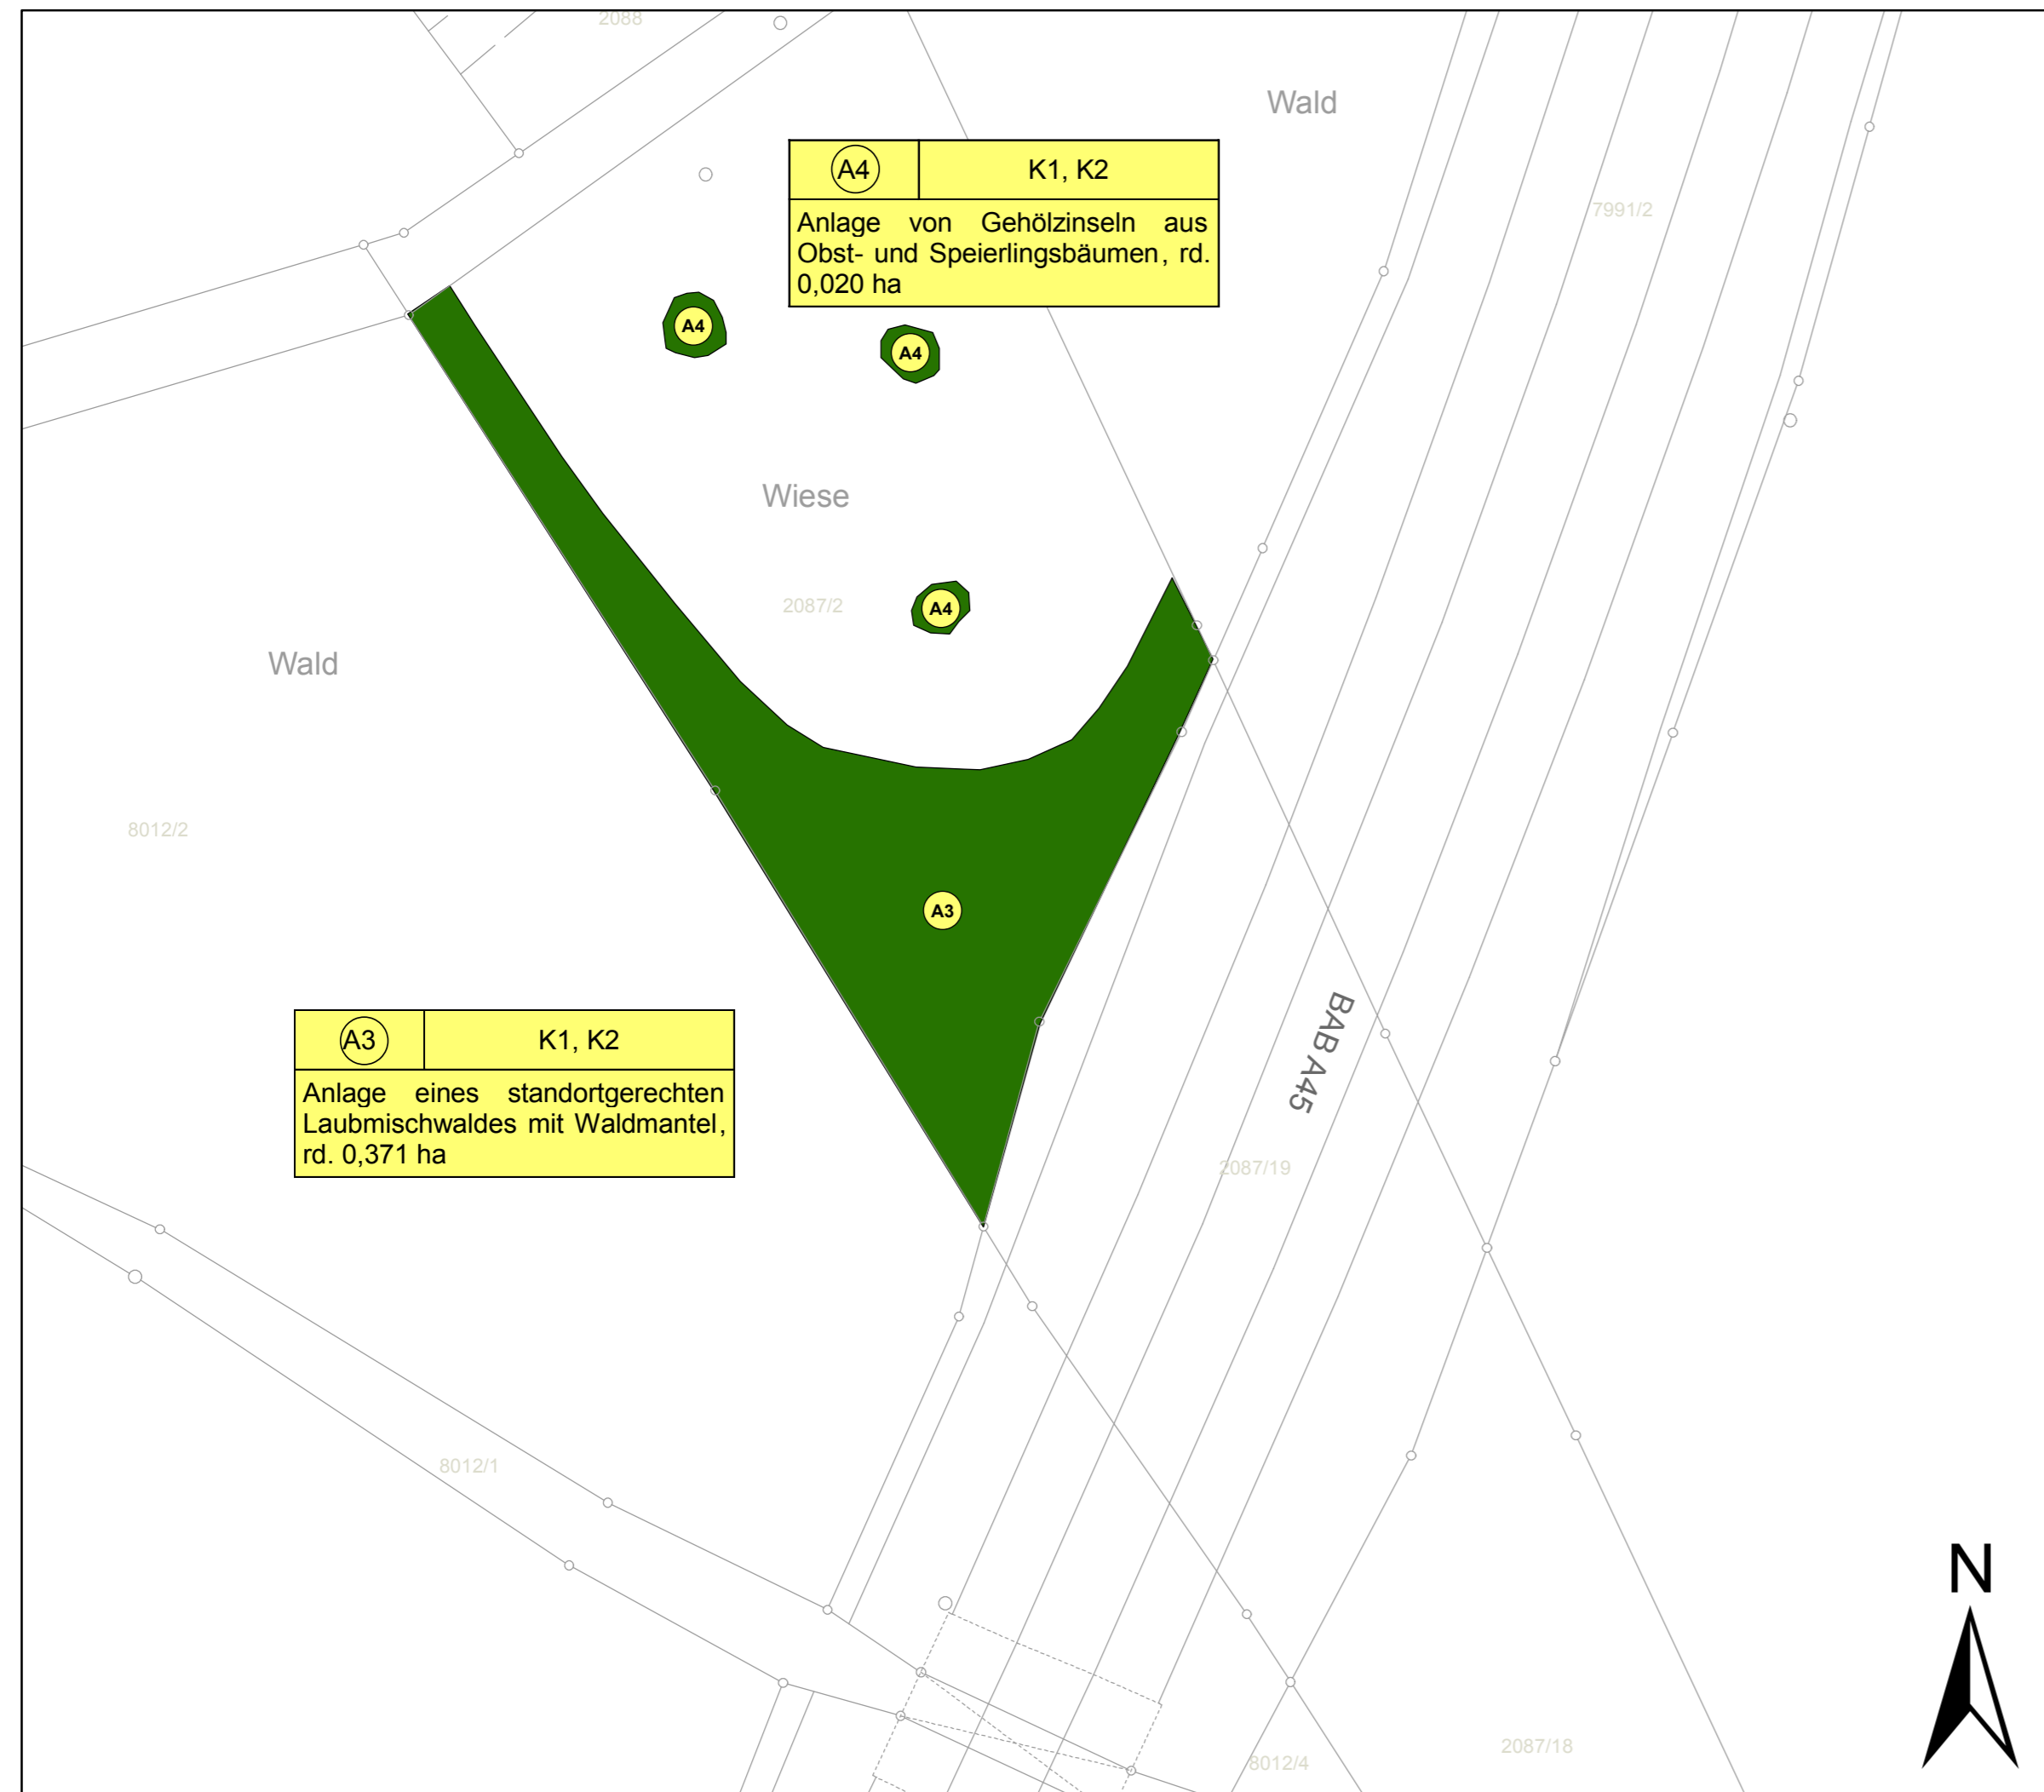 2088
Wald
A4
K1, K2
Anlage von Gehölzinseln aus
Obst- und Speierlingsbäumen, rd.
0,020 ha
7991/2
A4
A4
Wiese
2087/2
A4
Wald
8012/2
A3
A3
K1, K2
Anlage eines standortgerechten
Laubmischwaldes mit Waldmantel,
rd. 0,371 ha
BAB A45
2087/19
8012/1
N
2087/18
8012/4